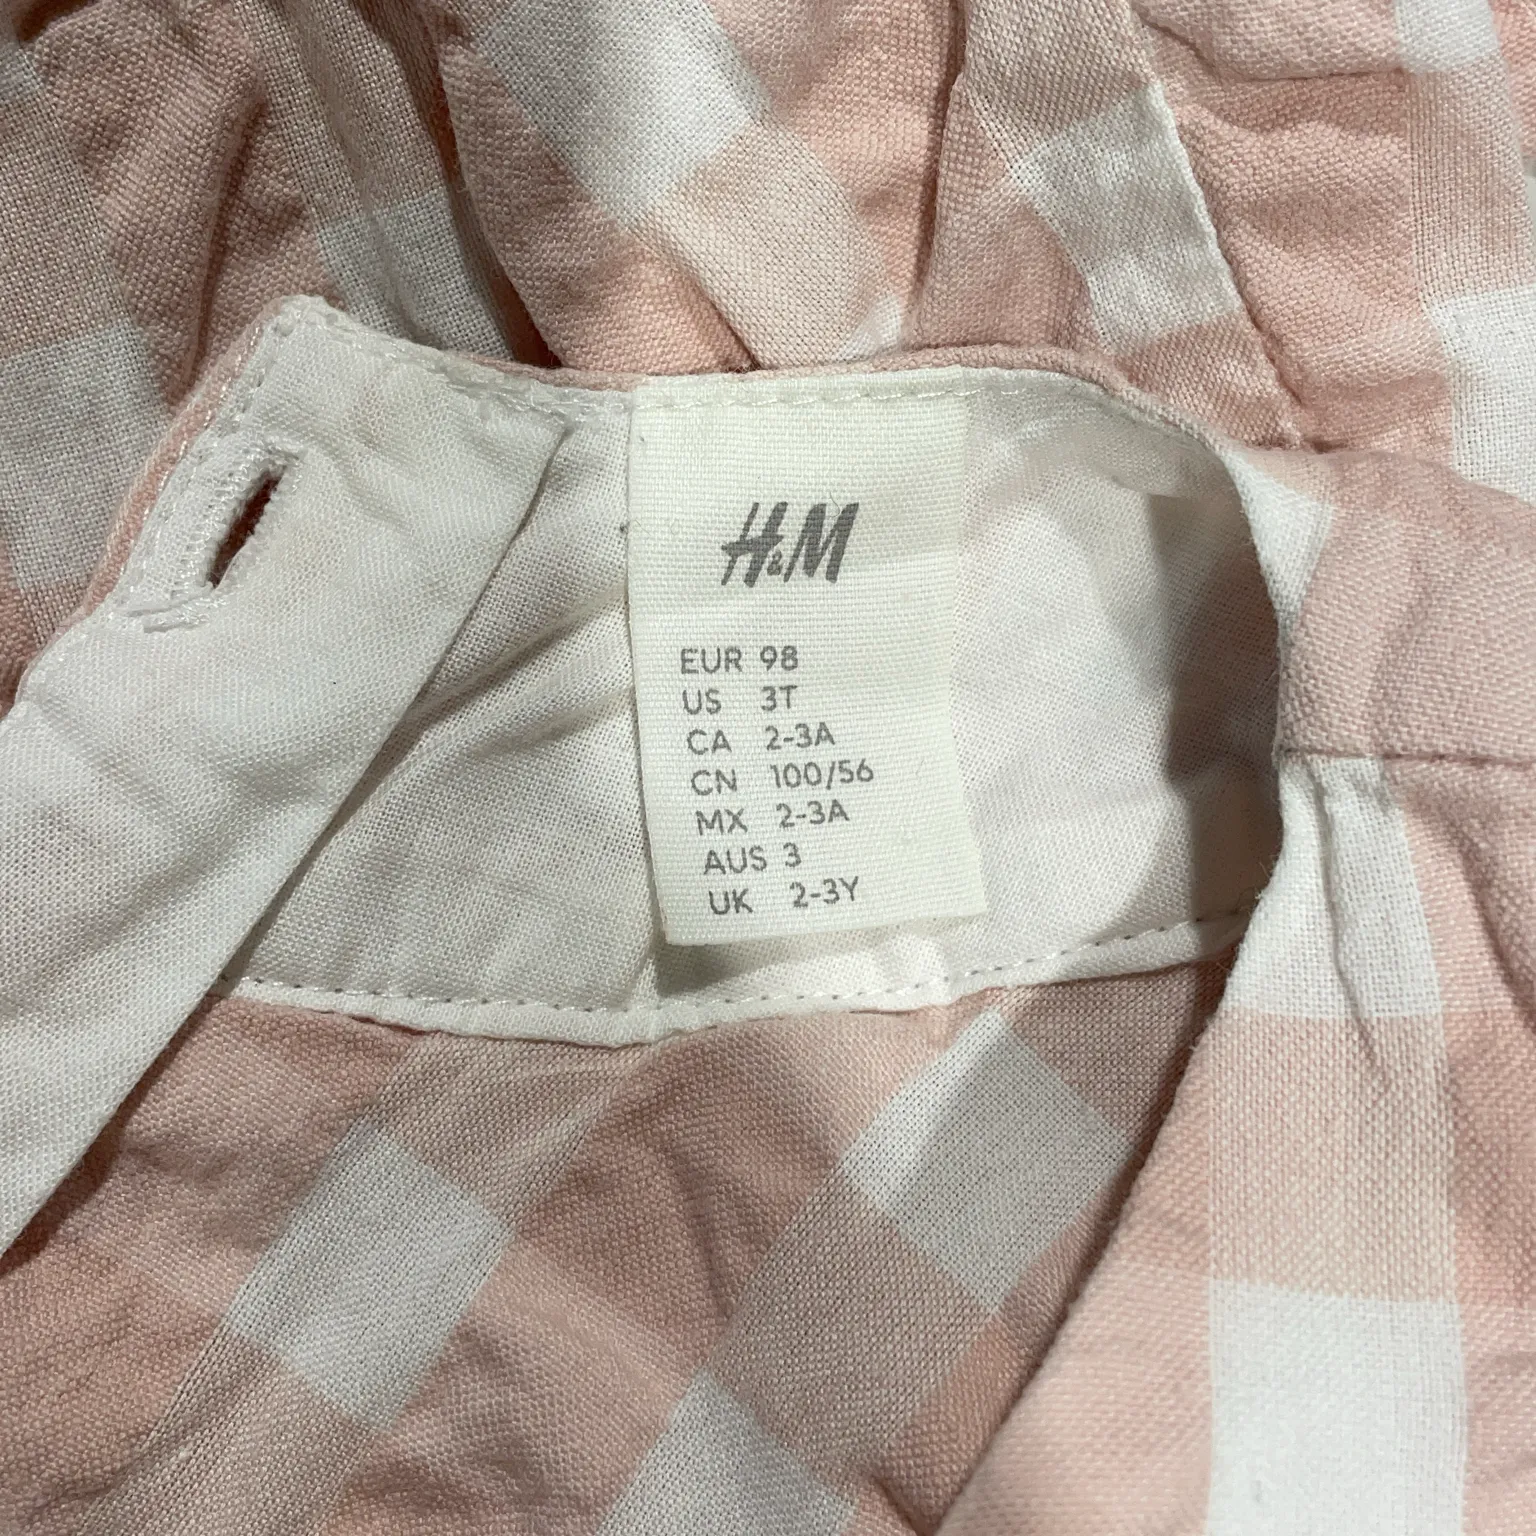 H&M
EUR 98
US 3T
CA 2-3A
CN 100/56
MX 2-3A
AUS 3
UK 2-3Y